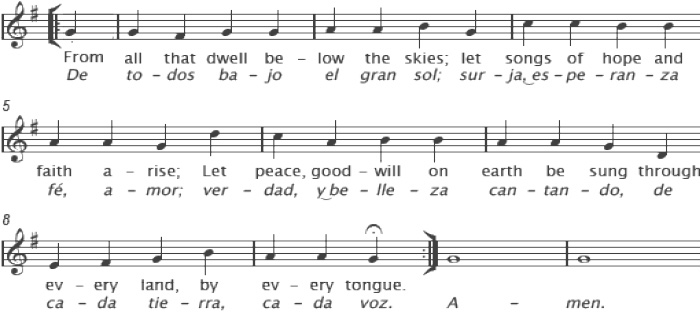 From all that dwell be – low the skies; let songs of hope and
De to – dos ba – jo el gran sol; sur – ja,‿es – pe – ran – za
5
faith a – rise; Let peace, good – will on earth be sung through
fé, a – mor; ver – dad, y‿be – lle – za can – tan – do, de
8
ev – ery land, by ev – ery tongue.
ca – da tie – rra, ca – da voz. A – men.